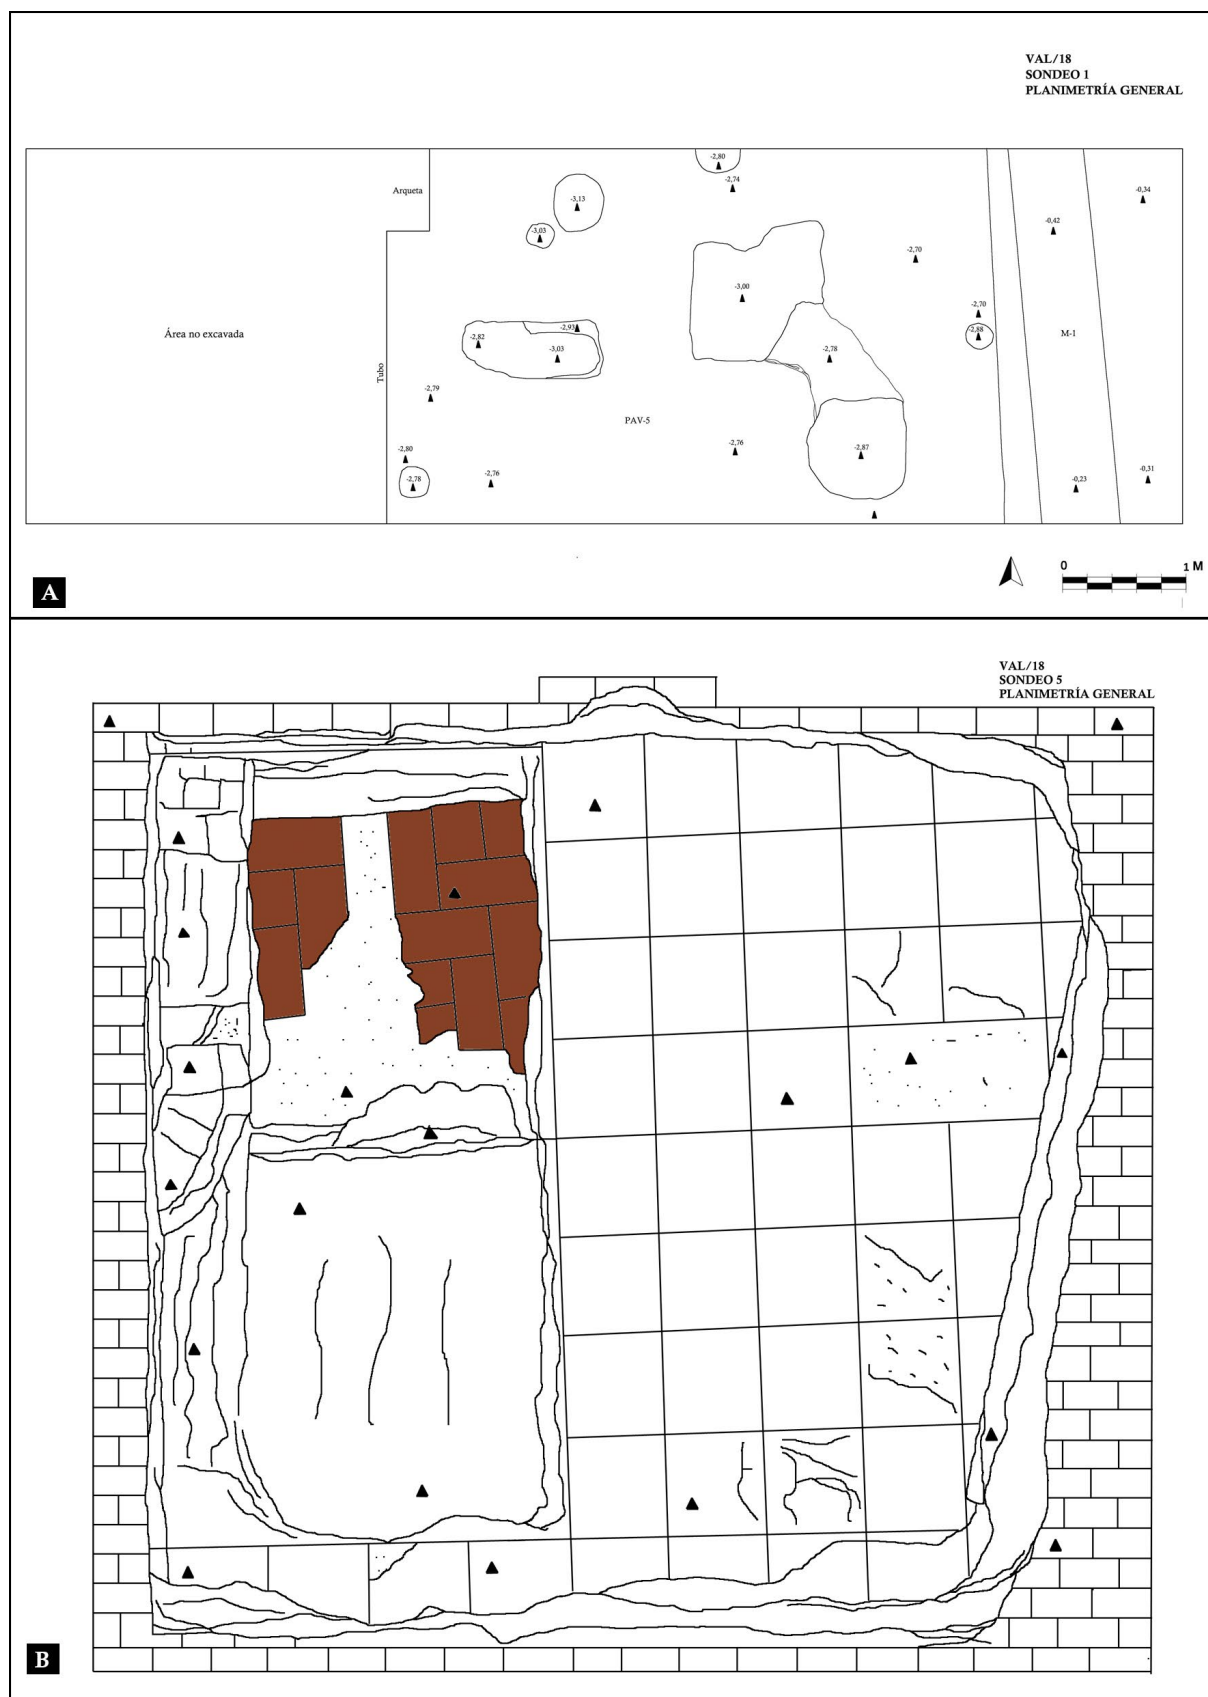 VAL/18
SONDEO 1
PLANIMETRÍA GENERAL
-2,80
-2,74
-0,34
Arqueta
-3,13
-0,42
-3,03
-2,70
-3,00
-2,70
Área no excavada
-2,82
-2,93
-2,88
M-1
-3,03
-2,78
Tubo
-2,79
PAV-5
-2,80
-2,76
-2,87
-2,78
-2,76
-0,23
-0,31
0 1 M
A
VAL/18
SONDEO 5
PLANIMETRÍA GENERAL
B